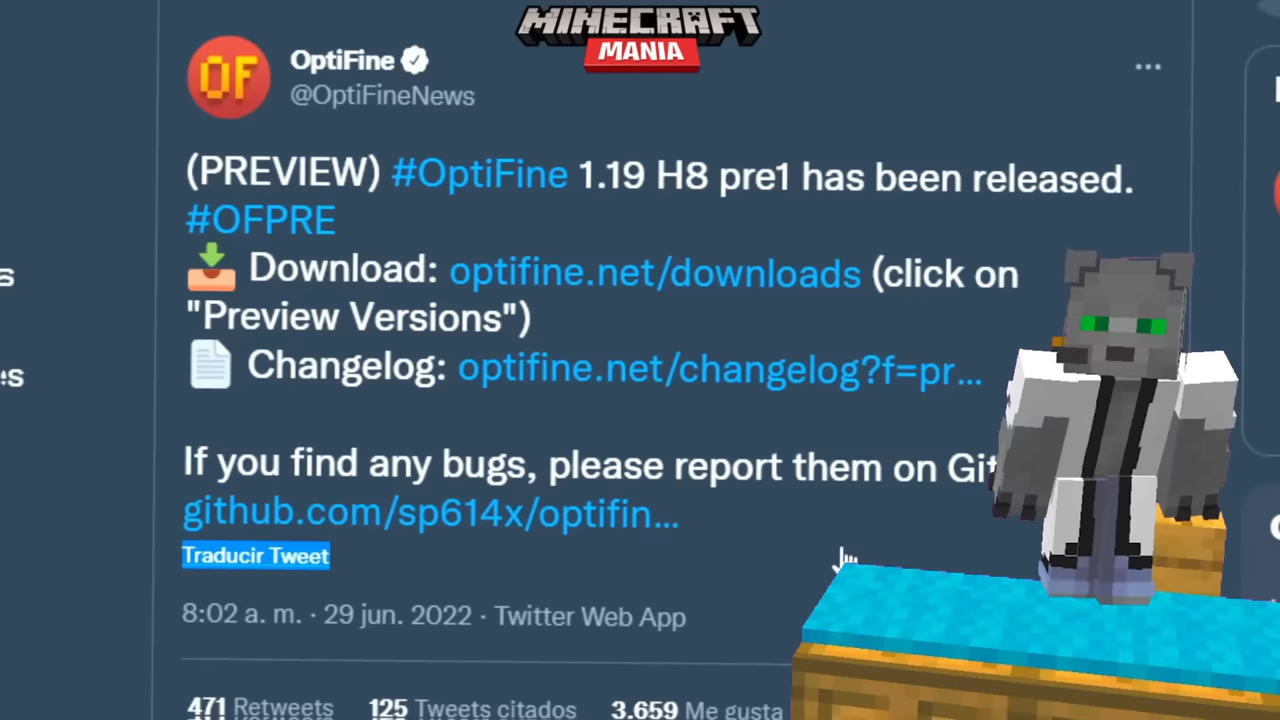 MINECRAFT
MANIA
OF
OptiFine
@OptiFineNews
(PREVIEW) #OptiFine 1.19 H8 pre1 has been released.
#OFPRE
Download: optifine.net/downloads (click on
"Preview Versions")
Changelog: optifine.net/changelog?f=pr...
If you find any bugs, please report them on
github.com/sp614x/optifin...
Traducir Tweet
8:02 a. m. · 29 jun. 2022 · Twitter Web App
471 Retweets 125 Tweets citados 3.659 Me gusta